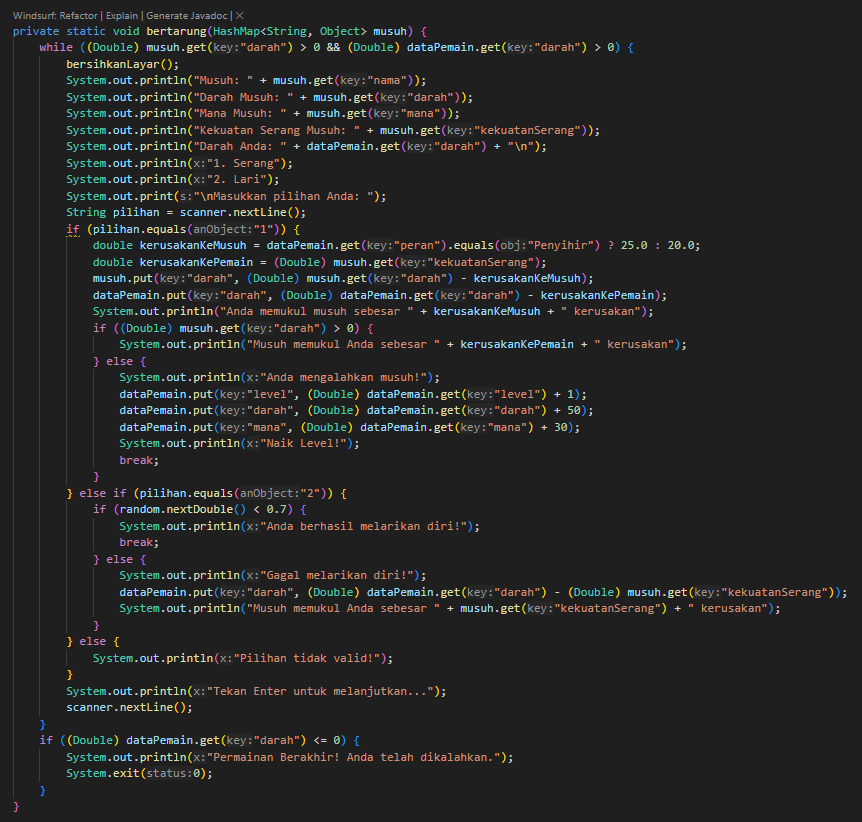 Windsurf: Refactor | Explain | Generate Javadoc | ✕
private static void bertarung(HashMap<String, Object> musuh) {
    while ((Double) musuh.get(key:"darah") > 0 && (Double) dataPemain.get(key:"darah") > 0) {
        bersihkanLayar();
        System.out.println("Musuh: " + musuh.get(key:"nama"));
        System.out.println("Darah Musuh: " + musuh.get(key:"darah"));
        System.out.println("Mana Musuh: " + musuh.get(key:"mana"));
        System.out.println("Kekuatan Serang Musuh: " + musuh.get(key:"kekuatanSerang"));
        System.out.println("Darah Anda: " + dataPemain.get(key:"darah") + "\n");
        System.out.println(x:"1. Serang");
        System.out.println(x:"2. Lari");
        System.out.print(s:"\nMasukkan pilihan Anda: ");
        String pilihan = scanner.nextLine();
        if (pilihan.equals(anObject:"1")) {
            double kerusakanKeMusuh = dataPemain.get(key:"peran").equals(obj:"Penyihir") ? 25.0 : 20.0;
            double kerusakanKePemain = (Double) musuh.get(key:"kekuatanSerang");
            musuh.put(key:"darah", (Double) musuh.get(key:"darah") - kerusakanKeMusuh);
            dataPemain.put(key:"darah", (Double) dataPemain.get(key:"darah") - kerusakanKePemain);
            System.out.println("Anda memukul musuh sebesar " + kerusakanKeMusuh + " kerusakan");
            if ((Double) musuh.get(key:"darah") > 0) {
                System.out.println("Musuh memukul Anda sebesar " + kerusakanKePemain + " kerusakan");
            } else {
                System.out.println(x:"Anda mengalahkan musuh!");
                dataPemain.put(key:"level", (Double) dataPemain.get(key:"level") + 1);
                dataPemain.put(key:"darah", (Double) dataPemain.get(key:"darah") + 50);
                dataPemain.put(key:"mana", (Double) dataPemain.get(key:"mana") + 30);
                System.out.println(x:"Naik Level!");
                break;
            }
        } else if (pilihan.equals(anObject:"2")) {
            if (random.nextDouble() < 0.7) {
                System.out.println(x:"Anda berhasil melarikan diri!");
                break;
            } else {
                System.out.println(x:"Gagal melarikan diri!");
                dataPemain.put(key:"darah", (Double) dataPemain.get(key:"darah") - (Double) musuh.get(key:"kekuatanSerang"));
                System.out.println("Musuh memukul Anda sebesar " + musuh.get(key:"kekuatanSerang") + " kerusakan");
            }
        } else {
            System.out.println(x:"Pilihan tidak valid!");
        }
        System.out.println(x:"Tekan Enter untuk melanjutkan...");
        scanner.nextLine();
    }
    if ((Double) dataPemain.get(key:"darah") <= 0) {
        System.out.println(x:"Permainan Berakhir! Anda telah dikalahkan.");
        System.exit(status:0);
    }
}